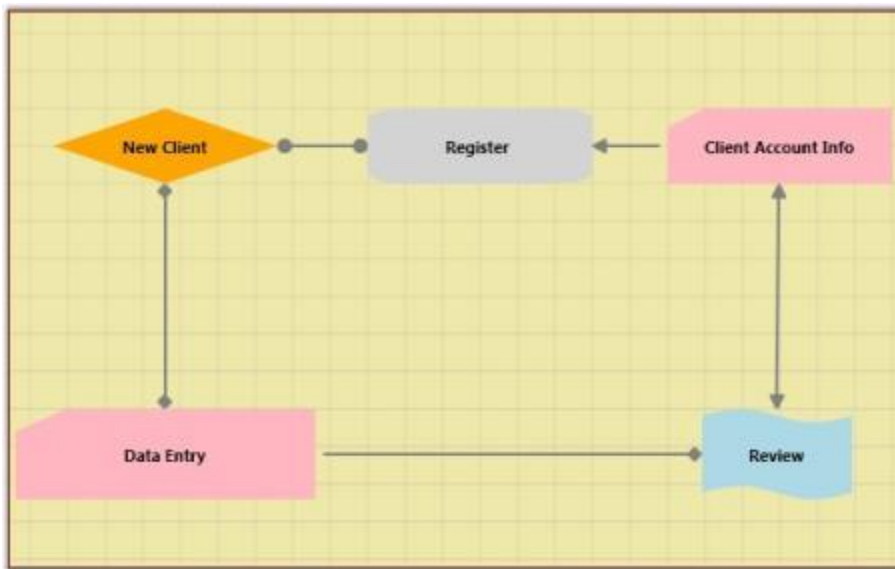 New Client
Register
Client Account Info
Data Entry
Review